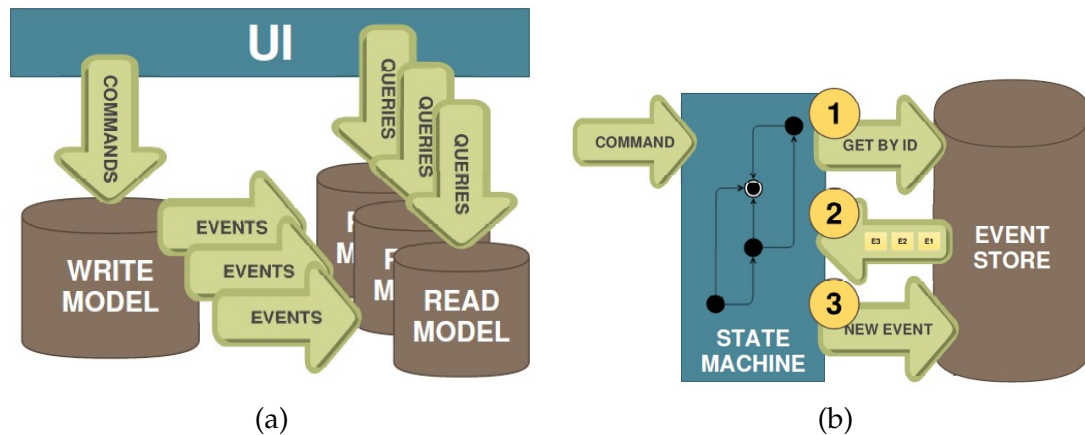 UI
COMMANDS
QUERIES
QUERIES
QUERIES
EVENTS
EVENTS
EVENTS
WRITE
MODEL
READ
MODEL
(a)
COMMAND
1
GET BY ID
2
E3 E2 E1
3
NEW EVENT
STATE
MACHINE
EVENT
STORE
(b)